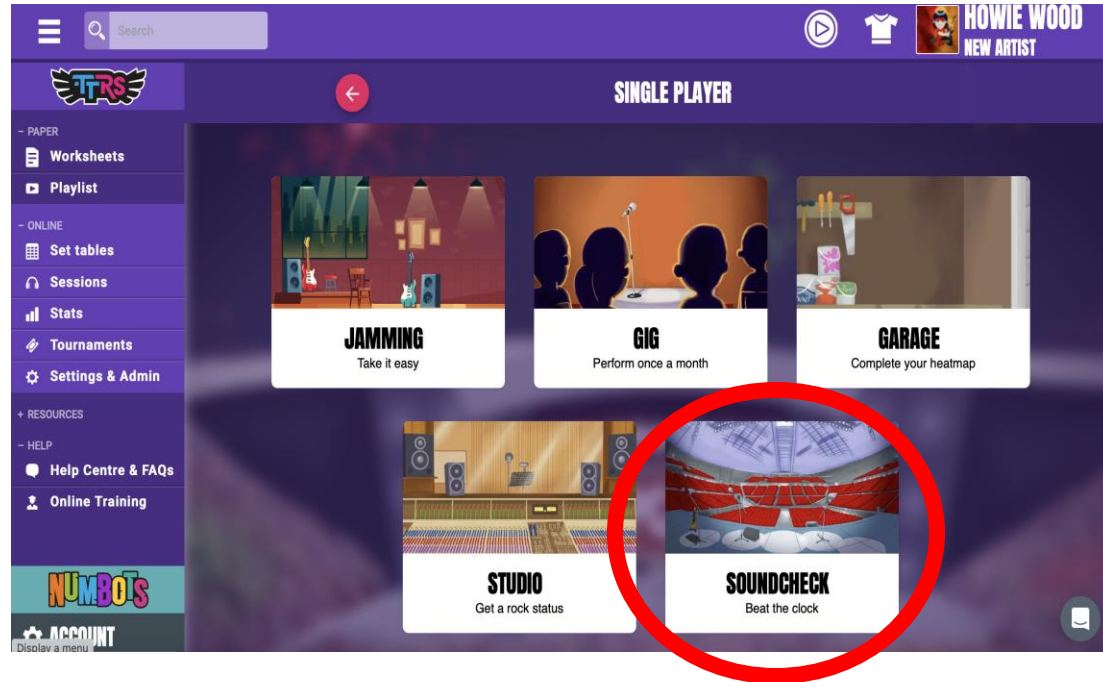 Search
HOWIE WOOD
NEW ARTIST
TTRS
SINGLE PLAYER
– PAPER
Worksheets
Playlist
– ONLINE
Set tables
Sessions
Stats
Tournaments
Settings & Admin
+ RESOURCES
– HELP
Help Centre & FAQs
Online Training
NUMBOTS
ACCOUNT
Display a menu
JAMMING
Take it easy
GIG
Perform once a month
GARAGE
Complete your heatmap
STUDIO
Get a rock status
SOUNDCHECK
Beat the clock